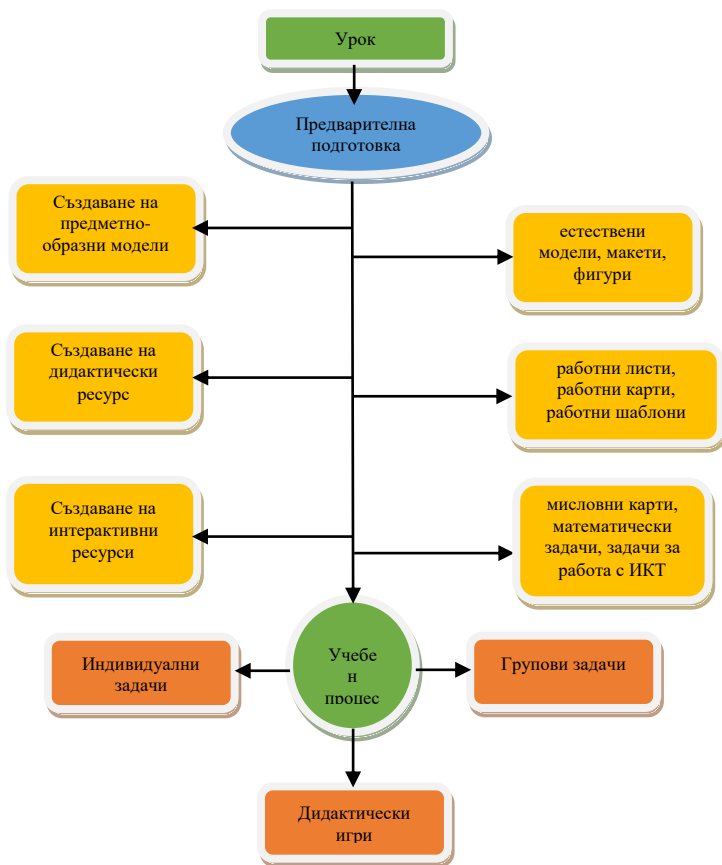 Урок
Предварителна
подготовка
Създаване на
предметно-
образни модели
естествени
модели, макети,
фигури
Създаване на
дидактически
ресурс
работни листи,
работни карти,
работни шаблони
Създаване на
интерактивни
ресурси
мисловни карти,
математически
задачи, задачи за
работа с ИКТ
Индивидуални
задачи
Учебе
н
процес
Групови задачи
Дидактически
игри